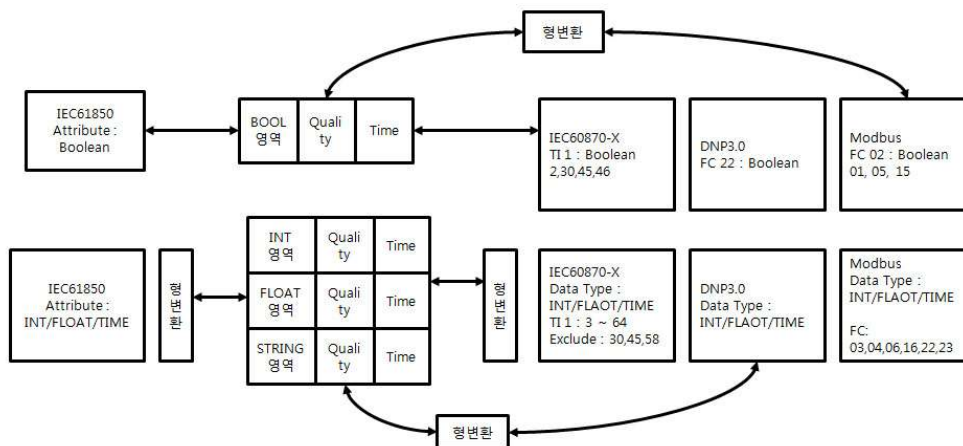 형변환
IEC61850
Attribute :
Boolean
BOOL
영역
Quali
ty
Time
IEC60870-X
TI 1 : Boolean
2,30,45,46
DNP3.0
FC 22 : Boolean
Modbus
FC 02 : Boolean
01, 05, 15
IEC61850
Attribute :
INT/FLOAT/TIME
형변환
INT
영역
Quali
ty
Time
FLOAT
영역
Quali
ty
Time
STRING
영역
Quali
ty
Time
형변환
IEC60870-X
Data Type :
INT/FLAOT/TIME
TI 1 : 3 ~ 64
Exclude : 30,45,58
DNP3.0
Data Type :
INT/FLAOT/TIME
Modbus
Data Type :
INT/FLAOT/TIME
FC:
03,04,06,16,22,23
형변환